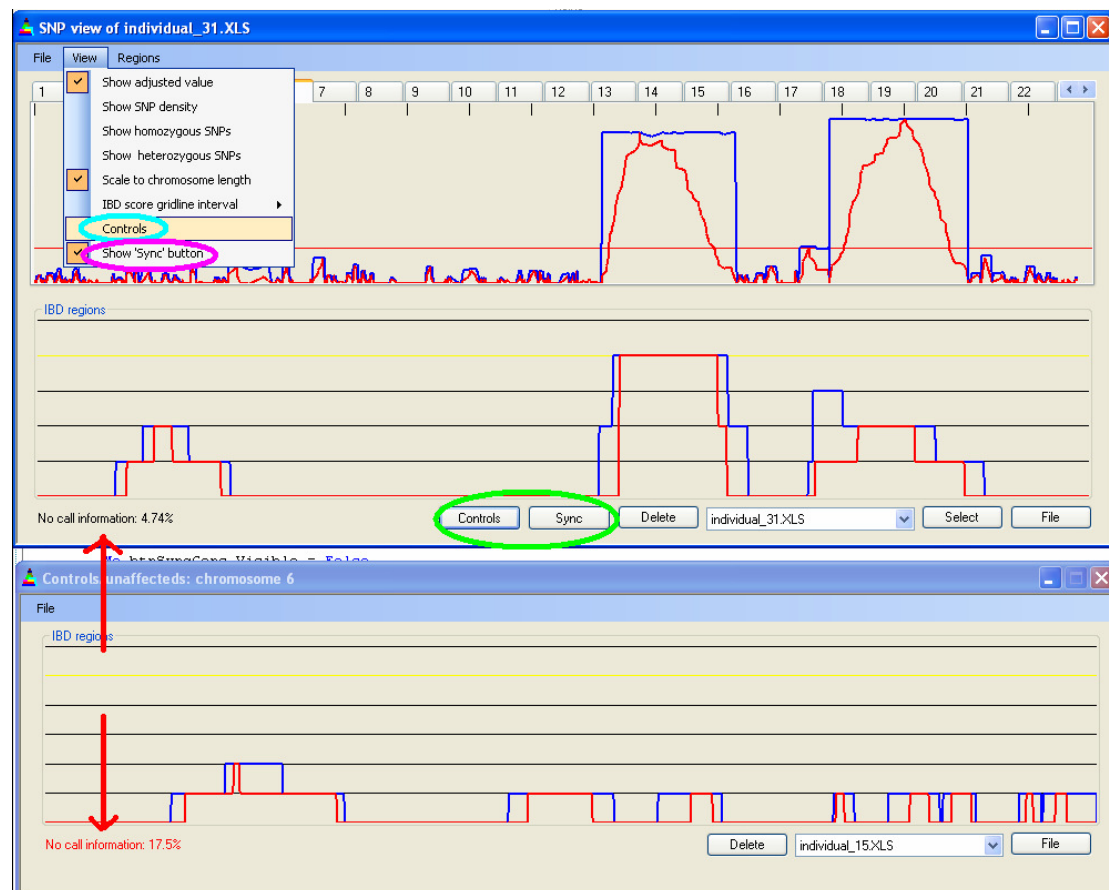 SNP view of individual_31.XLS
File View Regions
1 7 8 9 10 11 12 13 14 15 16 17 18 19 20 21 22
Show adjusted value
Show SNP density
Show homozygous SNPs
Show heterozygous SNPs
Scale to chromosome length
IBD score gridline interval
Controls
Show 'Sync' button
IBD regions
No call information: 4.74% Controls Sync Delete individual_31.XLS Select File
Me.btnSyncConc.Visible = False
Controls/unaffecteds: chromosome 6
File
IBD regions
No call information: 17.5% Delete individual_15.XLS File